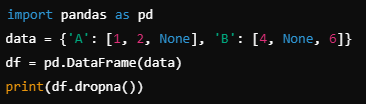 import pandas as pd
data = {'A': [1, 2, None], 'B': [4, None, 6]}
df = pd.DataFrame(data)
print(df.dropna())